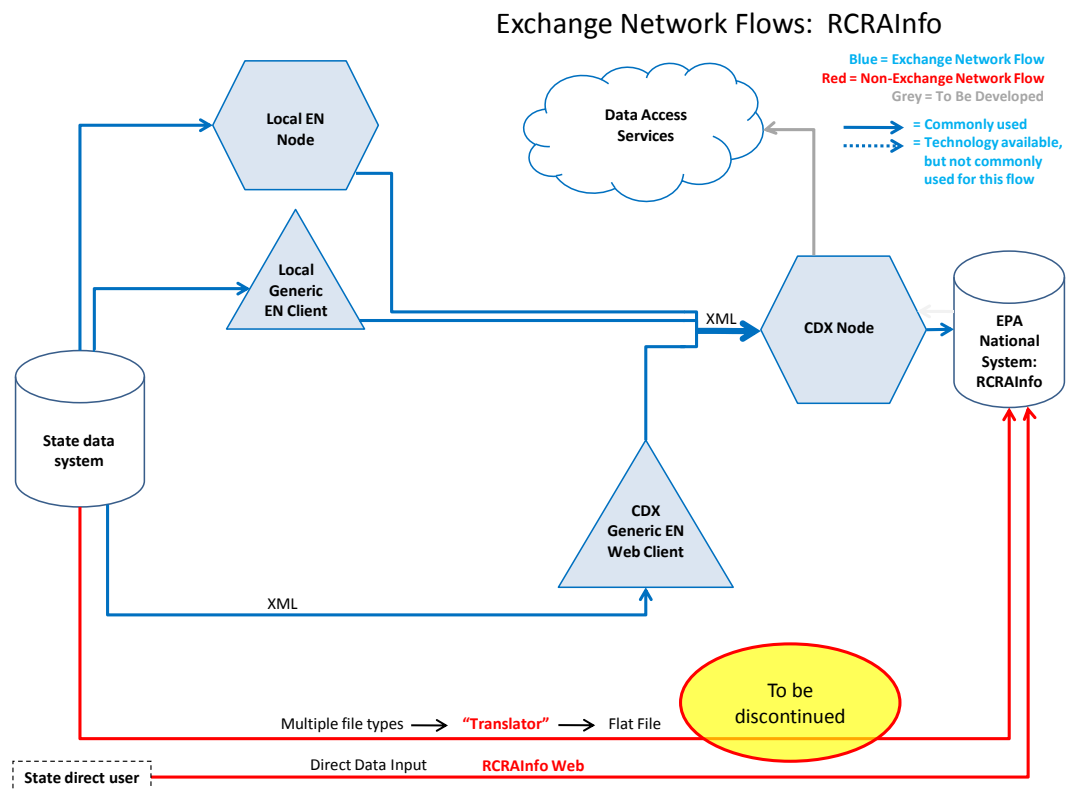 Exchange Network Flows: RCRAInfo
Blue = Exchange Network Flow
Red = Non-Exchange Network Flow
Grey = To Be Developed
= Commonly used
= Technology available,
but not commonly
used for this flow
Local EN
Node
Data Access
Services
Local
Generic
EN Client
XML
CDX Node
EPA
National
System:
RCRAInfo
State data
system
CDX
Generic EN
Web Client
XML
To be
discontinued
Multiple file types
"Translator"
Flat File
Direct Data Input
RCRAInfo Web
State direct user